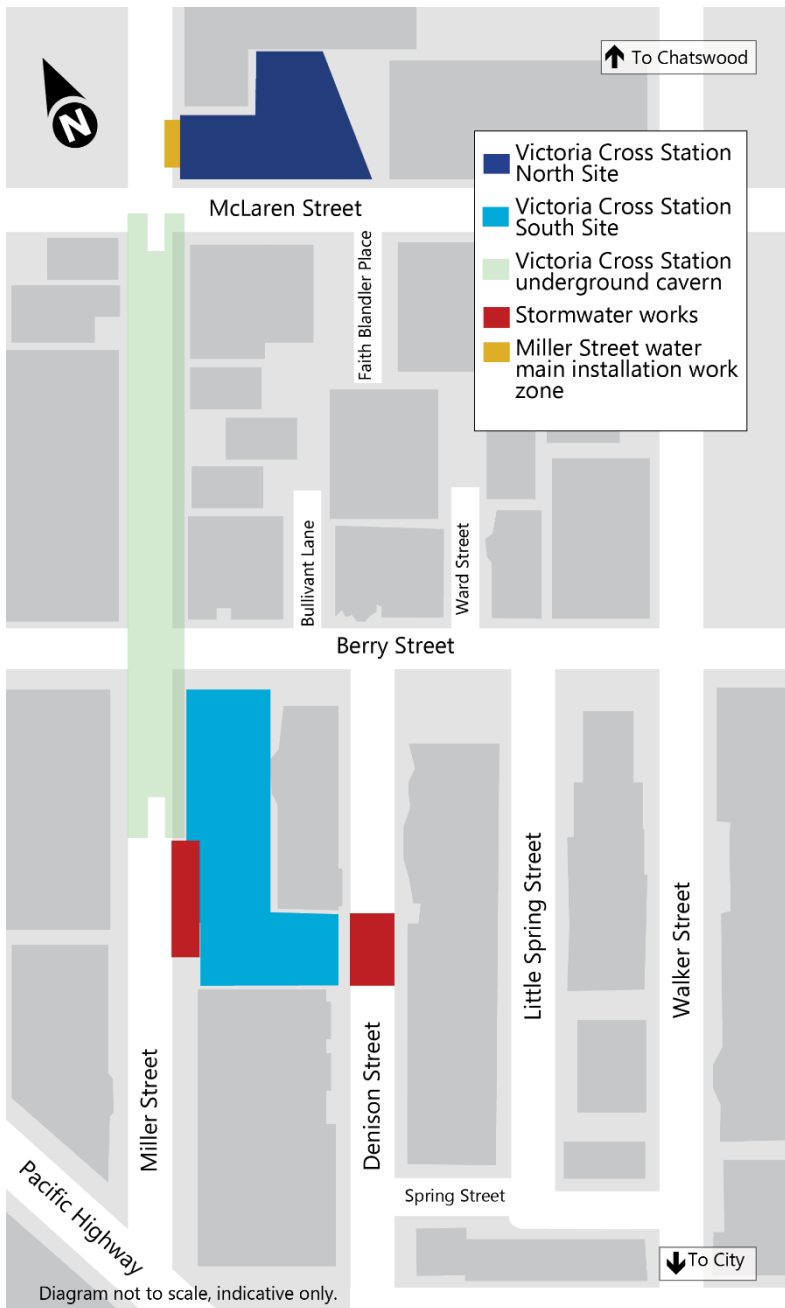 To Chatswood
N
Victoria Cross Station
North Site
Victoria Cross Station
South Site
Victoria Cross Station
underground cavern
Stormwater works
Miller Street water
main installation work
zone
McLaren Street
Faith Blandler Place
Bullivant Lane
Ward Street
Berry Street
Little Spring Street
Walker Street
Miller Street
Denison Street
Pacific Highway
Spring Street
To City
Diagram not to scale, indicative only.